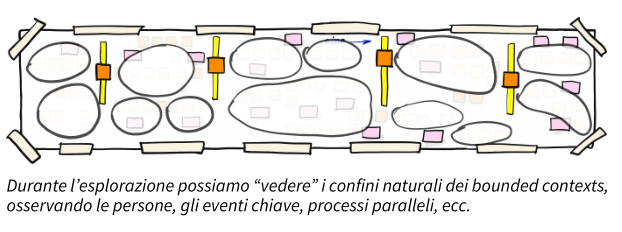 Durante l’esplorazione possiamo “vedere” i confini naturali dei bounded contexts,
osservando le persone, gli eventi chiave, processi paralleli, ecc.